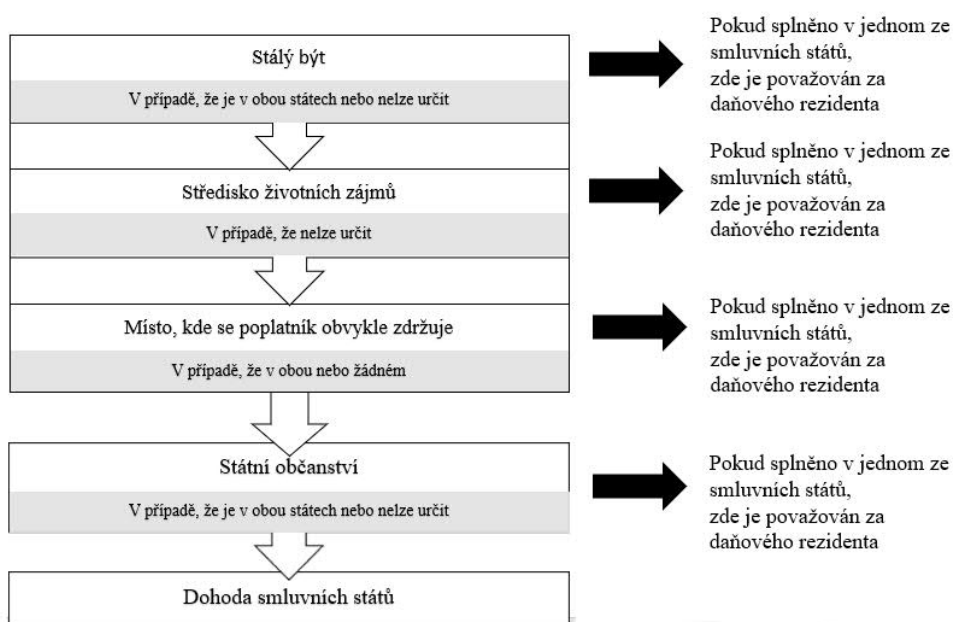 Stálý být
V případě, že je v obou státech nebo nelze určit
Pokud splněno v jednom ze
smluvních států,
zde je považován za
daňového rezidenta
Středisko životních zájmů
V případě, že nelze určit
Pokud splněno v jednom ze
smluvních států,
zde je považován za
daňového rezidenta
Místo, kde se poplatník obvykle zdržuje
V případě, že v obou nebo žádném
Pokud splněno v jednom ze
smluvních států,
zde je považován za
daňového rezidenta
Státní občanství
V případě, že je v obou státech nebo nelze určit
Pokud splněno v jednom ze
smluvních států,
zde je považován za
daňového rezidenta
Dohoda smluvních států